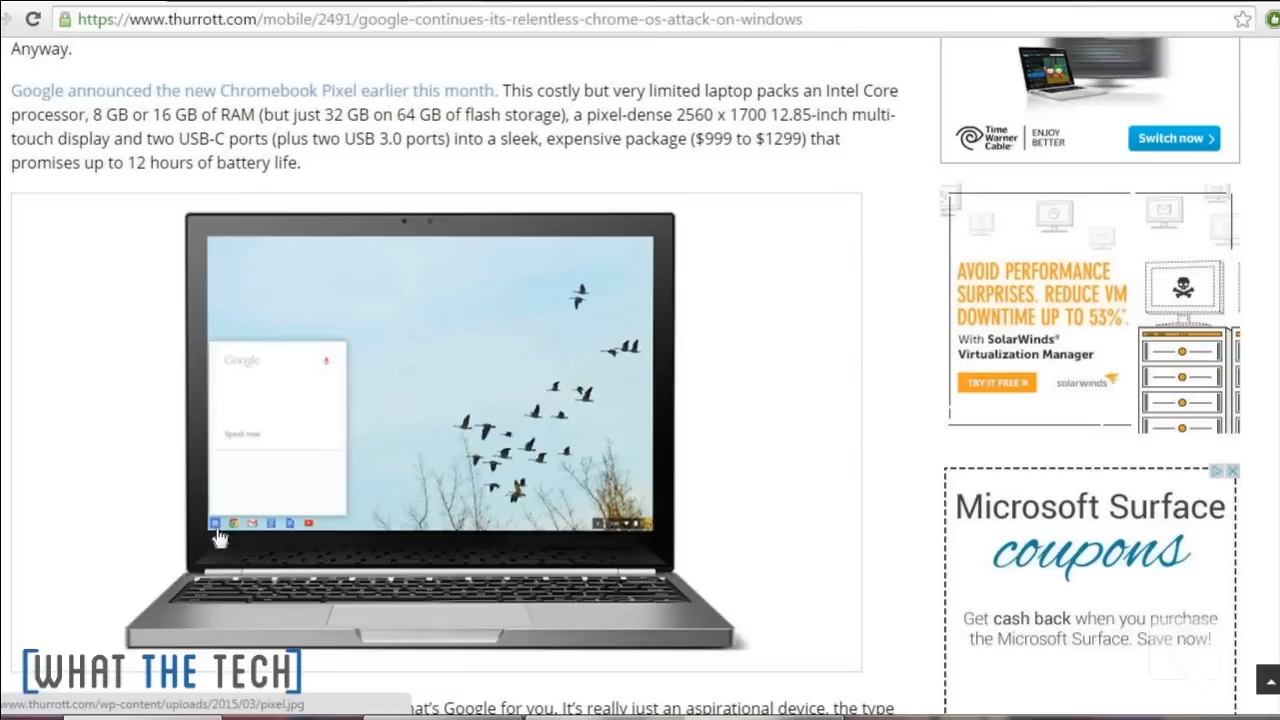 https://www.thurrott.com/mobile/2491/google-continues-its-relentless-chrome-os-attack-on-windows
Anyway.
Google announced the new Chromebook Pixel earlier this month. This costly but very limited laptop packs an Intel Core
processor, 8 GB or 16 GB of RAM (but just 32 GB on 64 GB of flash storage), a pixel-dense 2560 x 1700 12.85-inch multi-
touch display and two USB-C ports (plus two USB 3.0 ports) into a sleek, expensive package ($999 to $1299) that
promises up to 12 hours of battery life.
Google
Speak now
[WHAT THE TECH]
www.thurrott.com/wp-content/uploads/2015/03/pixel.jpg
hat's Google for you. It's really just an aspirational device, the type
Time
Warner
Cable
ENJOY
BETTER
Switch now >
AVOID PERFORMANCE
SURPRISES. REDUCE VM
DOWNTIME UP TO 53%*.
With SolarWinds®
Virtualization Manager
TRY IT FREE »
solarwinds
Microsoft Surface
coupons
Get cash back when you purchase
the Microsoft Surface. Save now!